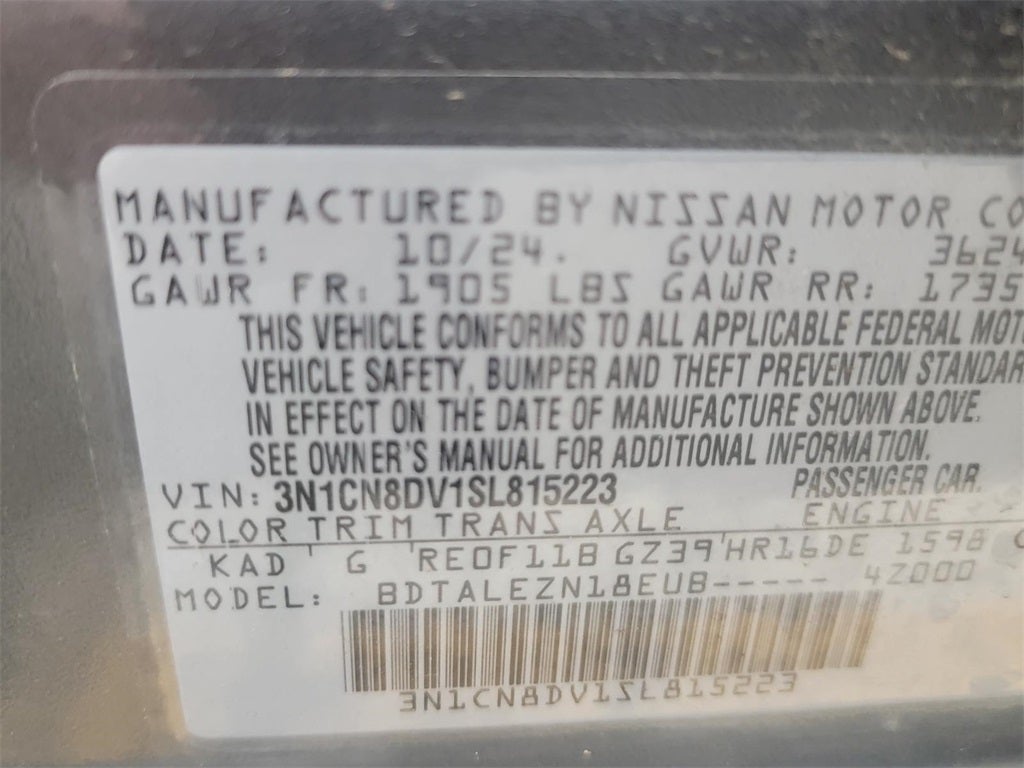 MANUFACTURED BY NISSAN MOTOR CO
DATE: 10/24. GVWR: 3624
GAWR FR: 1905 LBS GAWR RR: 1735
THIS VEHICLE CONFORMS TO ALL APPLICABLE FEDERAL MOT
VEHICLE SAFETY, BUMPER AND THEFT PREVENTION STANDAR
IN EFFECT ON THE DATE OF MANUFACTURE SHOWN ABOVE.
SEE OWNER'S MANUAL FOR ADDITIONAL INFORMATION.
VIN: 3N1CN8DV1SL815223 PASSENGER CAR.
COLOR TRIM TRANS AXLE ENGINE
KAD G RE0F11B GZ39 HR16DE 1598 C
MODEL: BDTALEZN18EUB----- 4Z000
3N1CN8DV1SL815223